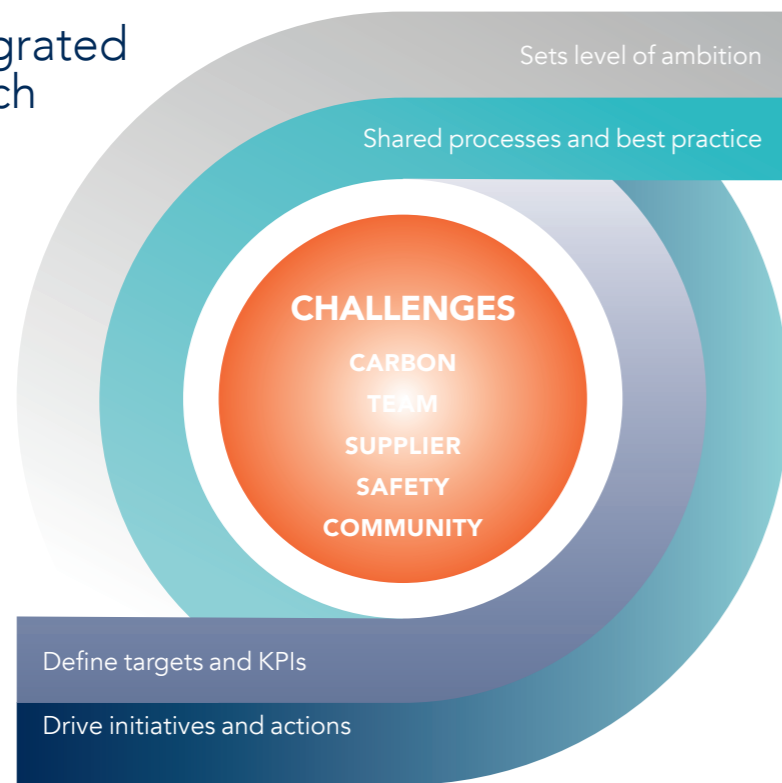 grated
ch
Sets level of ambition
Shared processes and best practice
CHALLENGES
CARBON
TEAM
SUPPLIER
SAFETY
COMMUNITY
Define targets and KPIs
Drive initiatives and actions